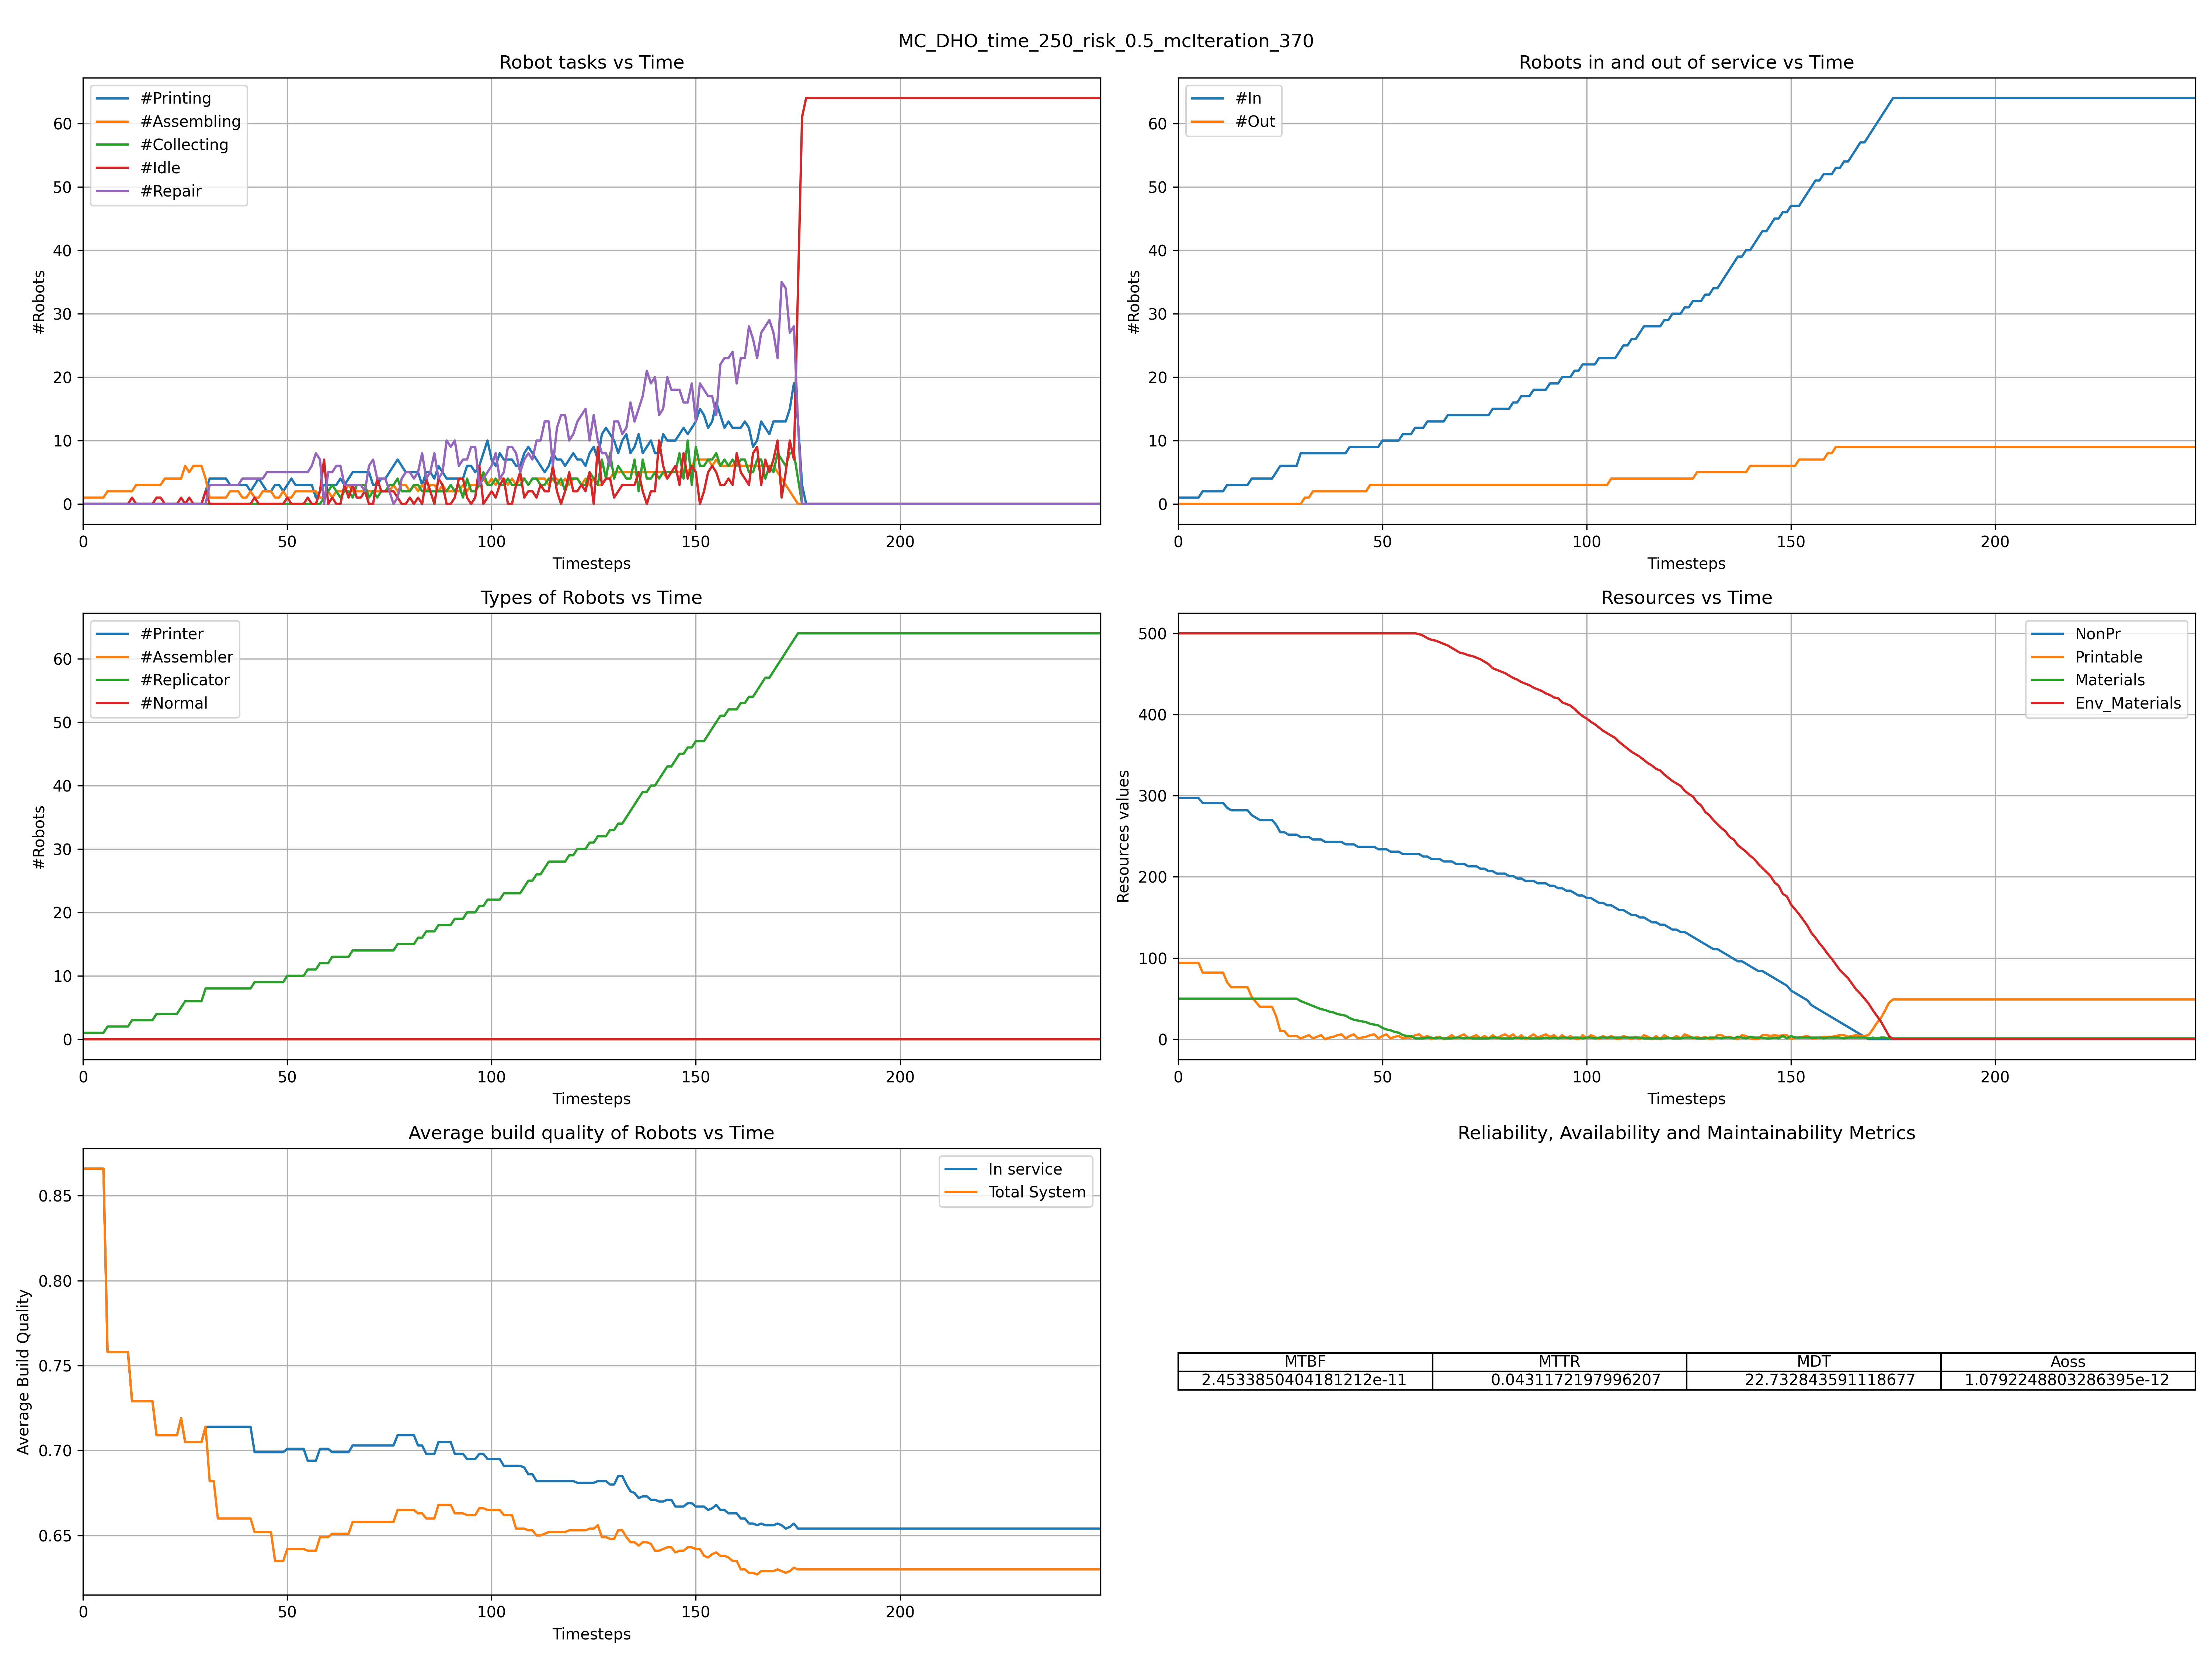 MC_DHO_time_250_risk_0.5_mcIteration_370
Robot tasks vs Time
#Printing
#Assembling
#Collecting
#Idle
#Repair
60
50
40
30
20
10
0
#Robots
0 50 100 150 200
Timesteps
Robots in and out of service vs Time
#In
#Out
60
50
40
30
20
10
0
#Robots
0 50 100 150 200
Timesteps
Types of Robots vs Time
#Printer
#Assembler
#Replicator
#Normal
60
50
40
30
20
10
0
#Robots
0 50 100 150 200
Timesteps
Resources vs Time
NonPr
Printable
Materials
Env_Materials
500
400
300
200
100
0
Resources values
0 50 100 150 200
Timesteps
Average build quality of Robots vs Time
In service
Total System
0.85
0.80
0.75
0.70
0.65
Average Build Quality
0 50 100 150 200
Timesteps
Reliability, Availability and Maintainability Metrics
MTBF MTTR MDT Aoss
2.4533850404181212e-11 0.0431172197996207 22.732843591118677 1.0792248803286395e-12